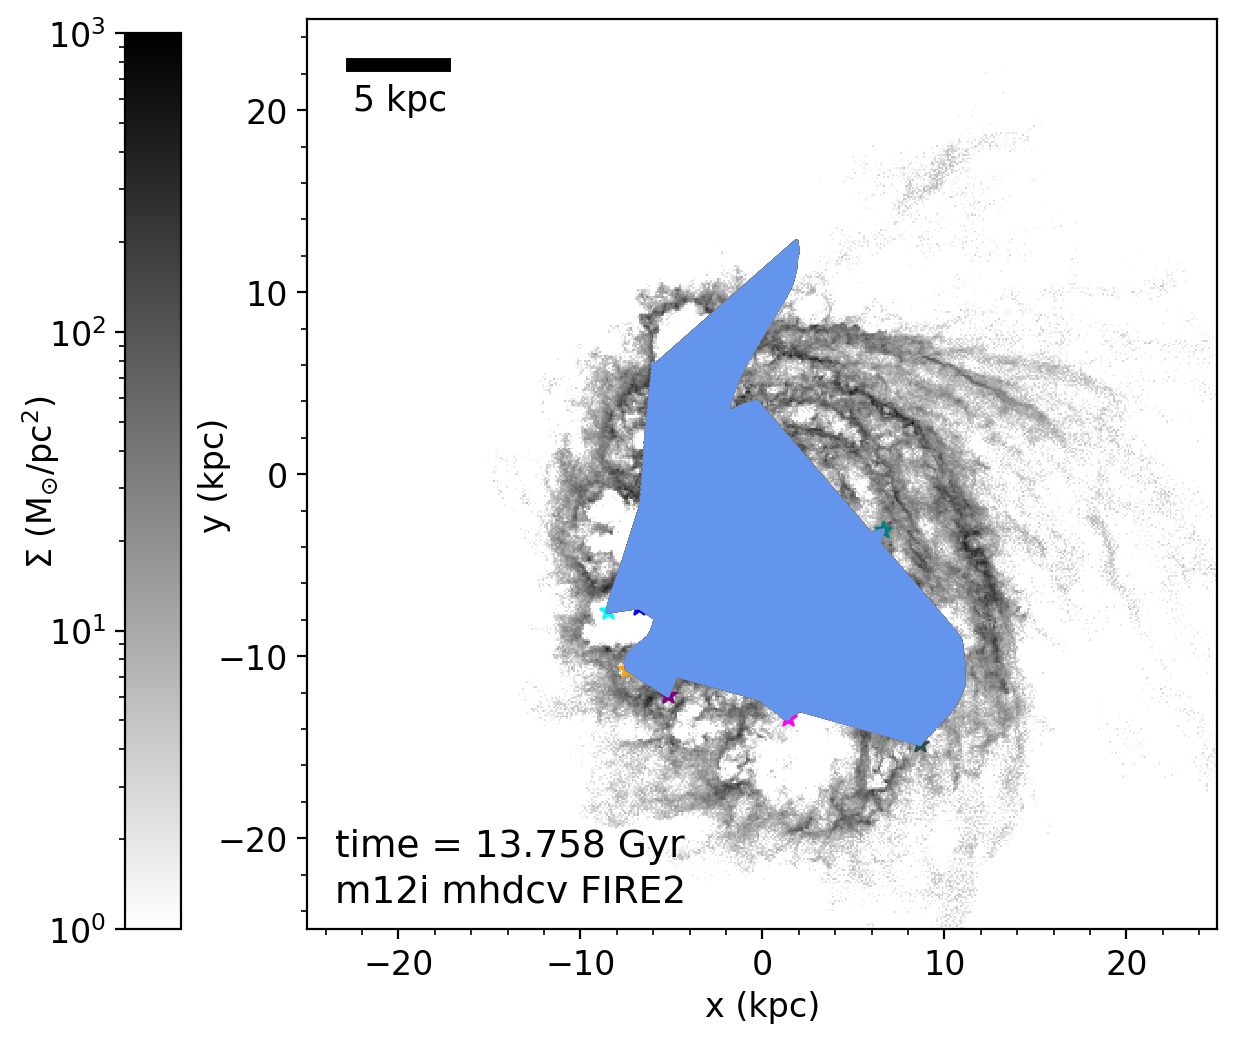 10³
10²
10¹
10⁰
Σ (M⊙/pc²)
20
10
0
−10
−20
y (kpc)
5 kpc
time = 13.758 Gyr
m12i mhdcv FIRE2
−20
−10
0
10
20
x (kpc)